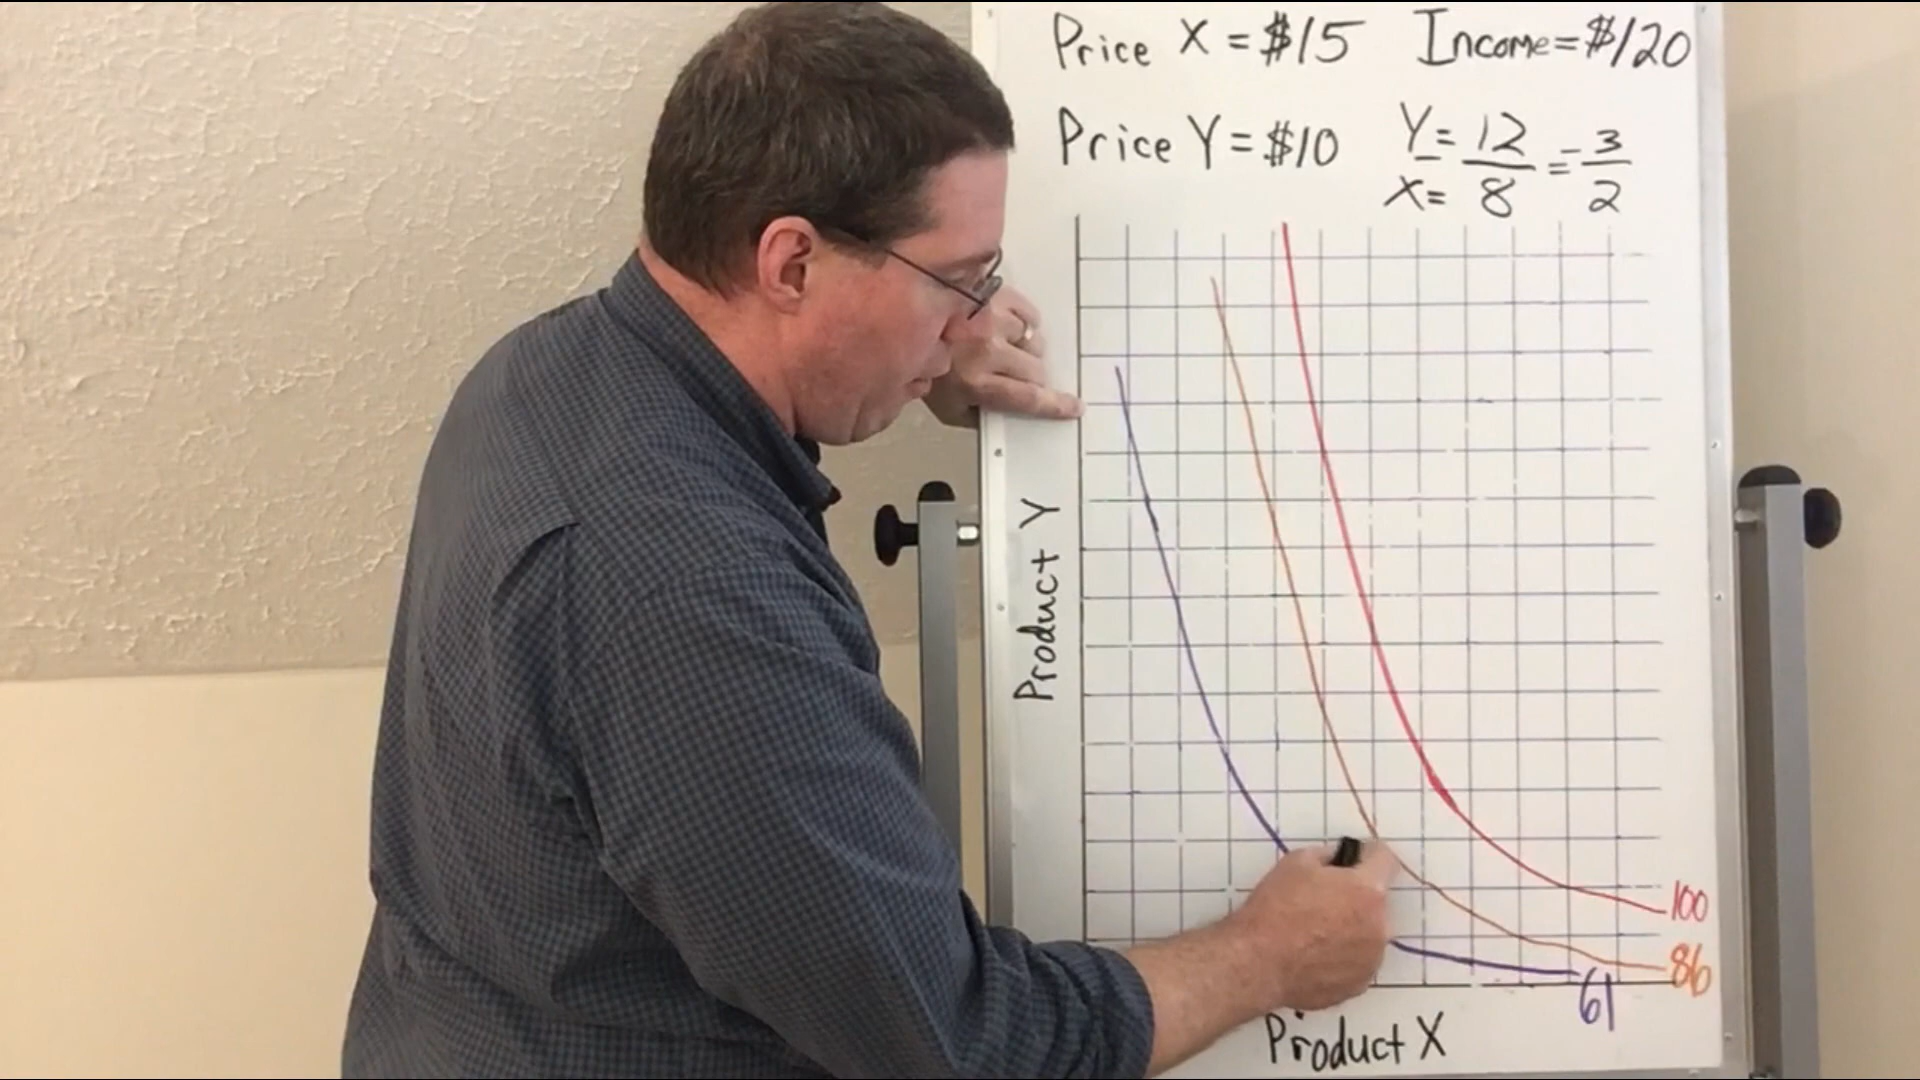 Price X = $15 Income = $120
Price Y = $10 Y = 12 = - 3
X = 8 2
Product Y
100
86
61
Product X